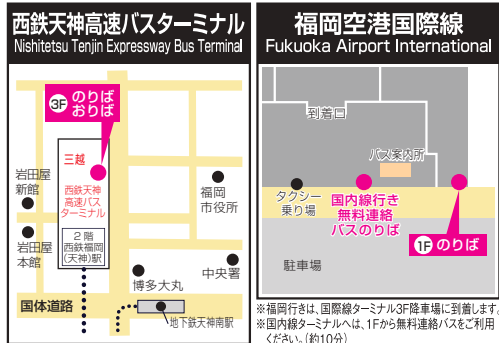 西鉄天神高速バスターミナル
Nishitetsu Tenjin Expressway Bus Terminal
3F のりば
おりば
三越
西鉄天神
高速バス
ターミナル
2階
西鉄福岡
(天神)駅
岩田屋
新館
岩田屋
本館
福岡
市役所
中央署
博多大丸
国体道路
地下鉄天神南駅
福岡空港国際線
Fukuoka Airport International
到着口
バス案内所
タクシー
乗り場
国内線行き
無料連絡
バスのりば
1F のりば
駐車場
※福岡行きは、国際線ターミナル3F降車場に到着します。
※国内線ターミナルへは、1Fから無料連絡バスをご利用
ください。(約10分)